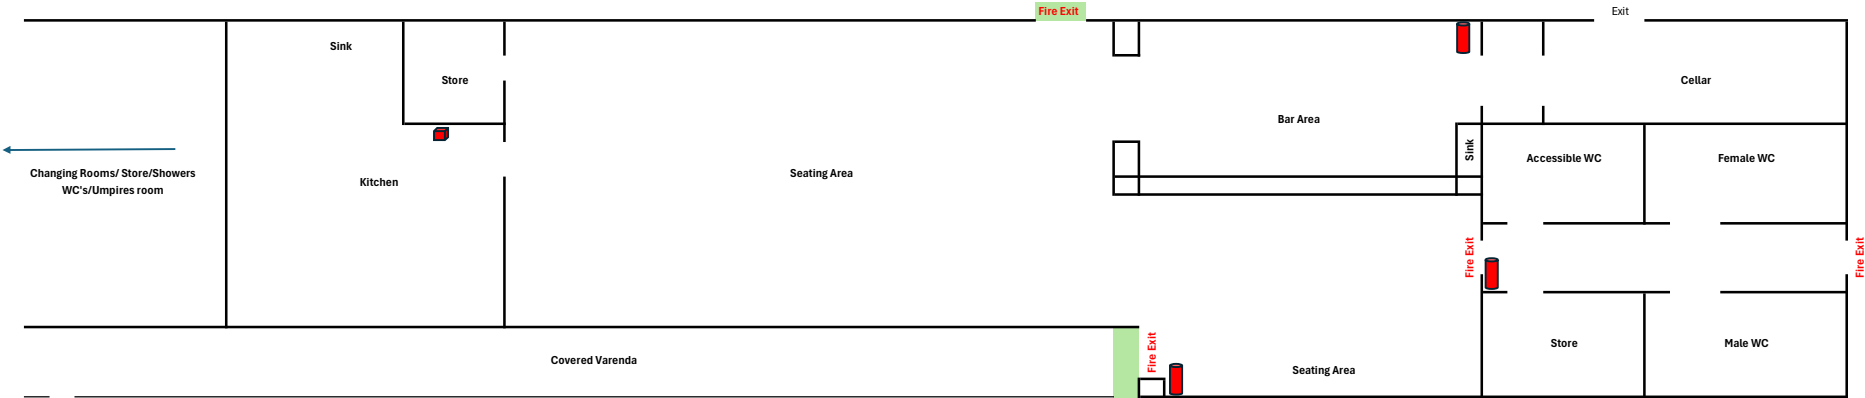 Fire Exit
Exit
Sink
Store
Cellar
Bar Area
Sink
Accessible WC
Female WC
Changing Rooms/ Store/Showers
WC's/Umpires room
Kitchen
Seating Area
Fire Exit
Fire Exit
Fire Exit
Covered Varenda
Seating Area
Store
Male WC